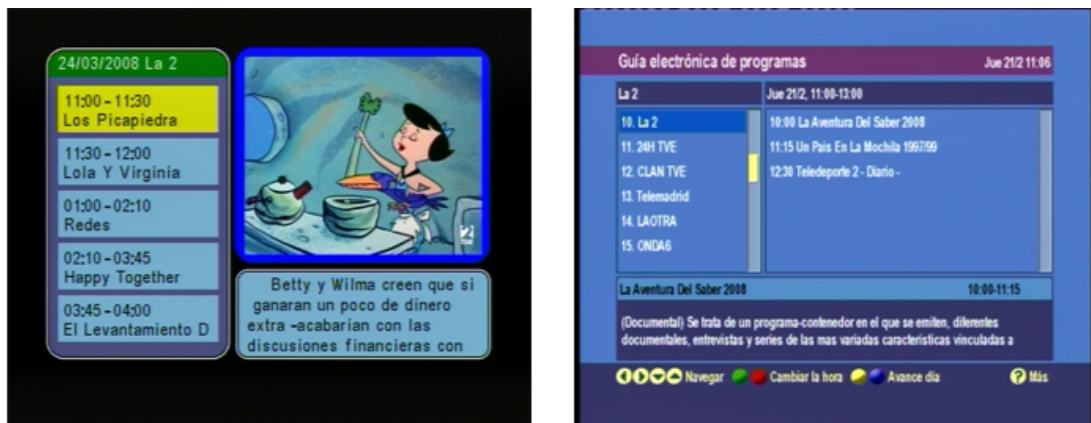 24/03/2008 La 2
11:00 - 11:30
Los Picapiedra
11:30 - 12:00
Lola Y Virginia
01:00 - 02:10
Redes
02:10 - 03:45
Happy Together
03:45 - 04:00
El Levantamiento D
2
Betty y Wilma creen que si
ganaran un poco de dinero
extra -acabarian con las
discusiones financieras con
Guía electrónica de programas
Jue 21/2 11:06
La 2
Jue 21/2, 11:00-13:00
10. La 2
11. 24H TVE
12. CLAN TVE
13. Telemadrid
14. LAOTRA
15. ONDA6
10:00 La Aventura Del Saber 2008
11:15 Un Pais En La Mochila 1997/99
12:30 Teledeporte 2 - Diario -
La Aventura Del Saber 2008
10:00-11:15
(Documental) Se trata de un programa-contenedor en el que se emiten, diferentes
documentales, entrevistas y series de las mas variadas caracteristicas vinculadas a
Navegar
Cambiar la hora
Avance día
? Más